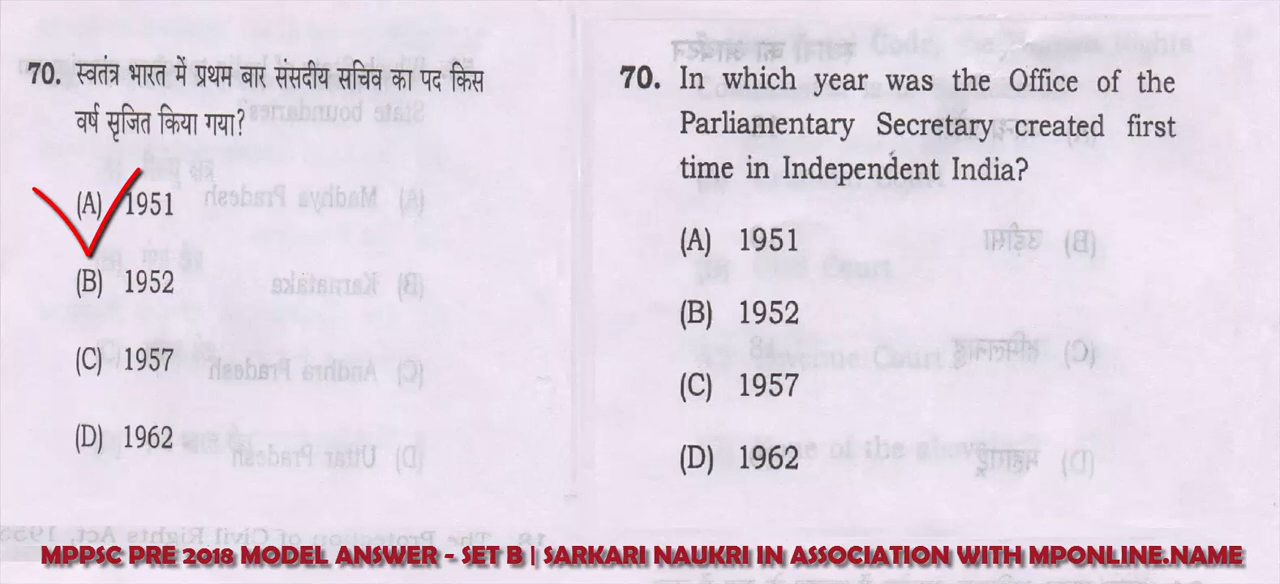 70. स्वतंत्र भारत में प्रथम बार संसदीय सचिव का पद किस
वर्ष सृजित किया गया?
(A) 1951
(B) 1952
(C) 1957
(D) 1962
70. In which year was the Office of the
Parliamentary Secretary created first
time in Independent India?
(A) 1951
(B) 1952
(C) 1957
(D) 1962
MPPSC PRE 2018 MODEL ANSWER - SET B | SARKARI NAUKRI IN ASSOCIATION WITH MPONLINE.NAME